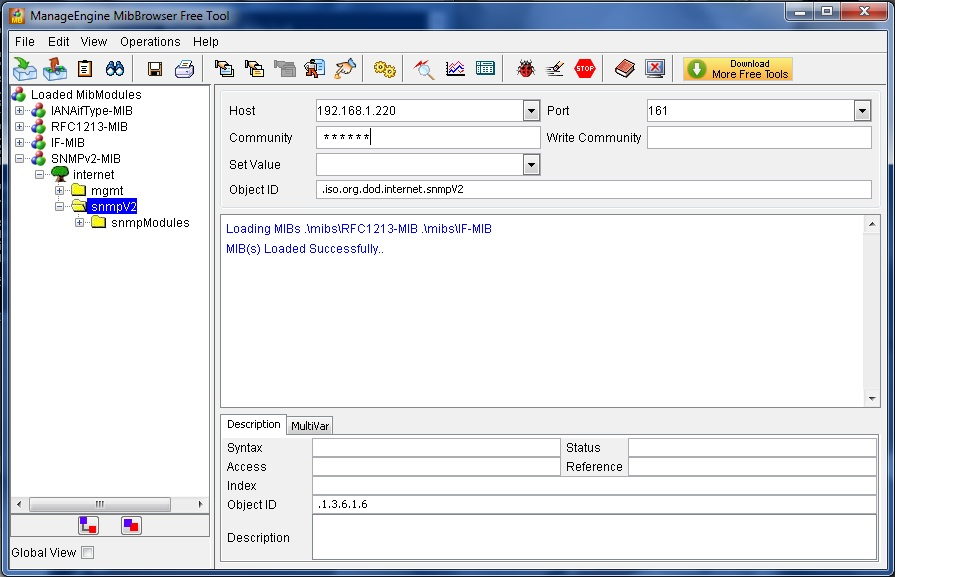 ManageEngine MibBrowser Free Tool
File Edit View Operations Help
STOP
Download
More Free Tools
Loaded MibModules
IANAifType-MIB
RFC1213-MIB
IF-MIB
SNMPv2-MIB
internet
mgmt
snmpV2
snmpModules
Global View
Host 192.168.1.220 Port 161
Community ****** Write Community
Set Value
Object ID .iso.org.dod.internet.snmpV2
Loading MIBs .\mibs\RFC1213-MIB .\mibs\IF-MIB
MIB(s) Loaded Successfully..
Description MultiVar
Syntax Status
Access Reference
Index
Object ID .1.3.6.1.6
Description